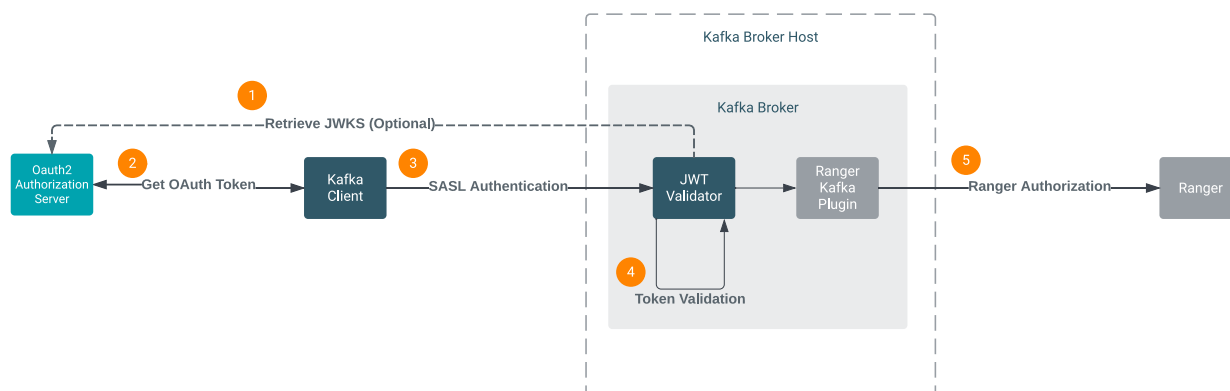 Kafka Broker Host
1
Kafka Broker
Retrieve JWKS (Optional)
2
3
5
Oauth2
Authorization
Server
Get OAuth Token
Kafka
Client
SASL Authentication
JWT
Validator
Ranger
Kafka
Plugin
Ranger Authorization
Ranger
4
Token Validation